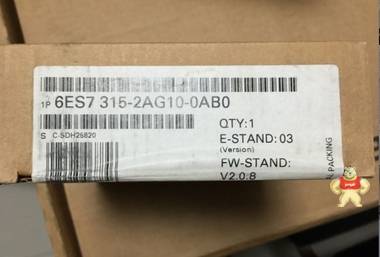 1P 6ES7 315-2AG10-0AB0
S C-SDH26820
QTY:1
E-STAND: 03
(Version)
FW-STAND:
V2.0.8
PACKING